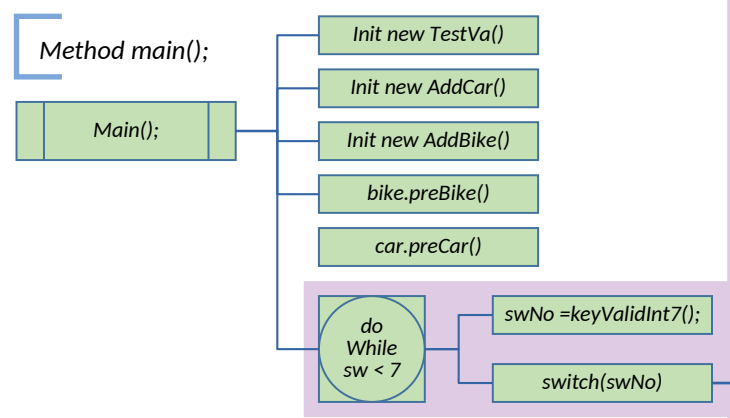 Method main();
Main();
Init new TestVa()
Init new AddCar()
Init new AddBike()
bike.preBike()
car.preCar()
do
While
sw < 7
swNo =keyValidInt7();
switch(swNo)